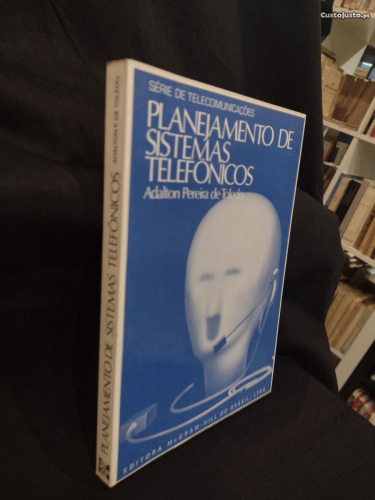 CustoJusto.pt
SÉRIE DE TELECOMUNICAÇÕES
PLANEJAMENTO DE
SISTEMAS
TELEFÔNICOS
Adalton Pereira de Toledo
EDITORA McGRAW-HILL DO BRASIL, LTDA.
PLANEJAMENTO DE SISTEMAS TELEFÔNICOS
ADALTON P. DE TOLEDO